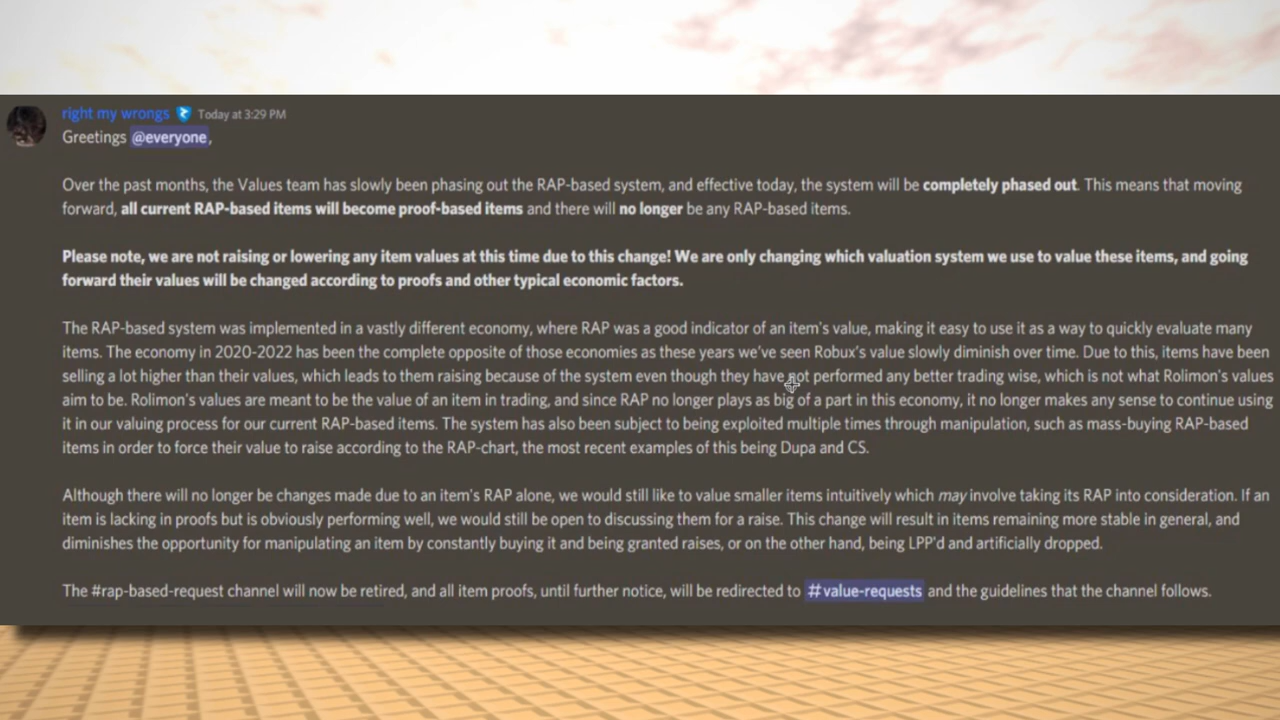 right my wrongs Today at 3:29 PM
Greetings @everyone,
Over the past months, the Values team has slowly been phasing out the RAP-based system, and effective today, the system will be completely phased out. This means that moving
forward, all current RAP-based items will become proof-based items and there will no longer be any RAP-based items.
Please note, we are not raising or lowering any item values at this time due to this change! We are only changing which valuation system we use to value these items, and going
forward their values will be changed according to proofs and other typical economic factors.
The RAP-based system was implemented in a vastly different economy, where RAP was a good indicator of an item's value, making it easy to use it as a way to quickly evaluate many
items. The economy in 2020-2022 has been the complete opposite of those economies as these years we've seen Robux's value slowly diminish over time. Due to this, items have been
selling a lot higher than their values, which leads to them raising because of the system even though they have not performed any better trading wise, which is not what Rolimon's values
aim to be. Rolimon's values are meant to be the value of an item in trading, and since RAP no longer plays as big of a part in this economy, it no longer makes any sense to continue using
it in our valuing process for our current RAP-based items. The system has also been subject to being exploited multiple times through manipulation, such as mass-buying RAP-based
items in order to force their value to raise according to the RAP-chart, the most recent examples of this being Dupa and CS.
Although there will no longer be changes made due to an item's RAP alone, we would still like to value smaller items intuitively which may involve taking its RAP into consideration. If an
item is lacking in proofs but is obviously performing well, we would still be open to discussing them for a raise. This change will result in items remaining more stable in general, and
diminishes the opportunity for manipulating an item by constantly buying it and being granted raises, or on the other hand, being LPP'd and artificially dropped.
The #rap-based-request channel will now be retired, and all item proofs, until further notice, will be redirected to #value-requests and the guidelines that the channel follows.